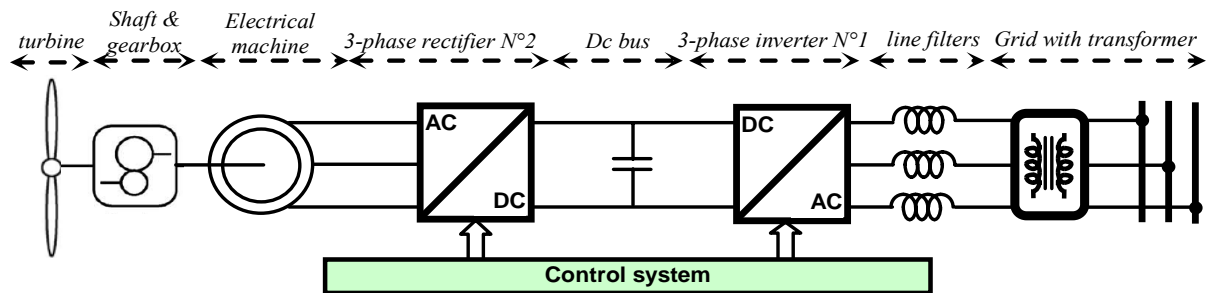 turbine
Shaft &
gearbox
Electrical
machine
3-phase rectifier N°2
Dc bus
3-phase inverter N°1
line filters
Grid with transformer
AC
DC
DC
AC
Control system